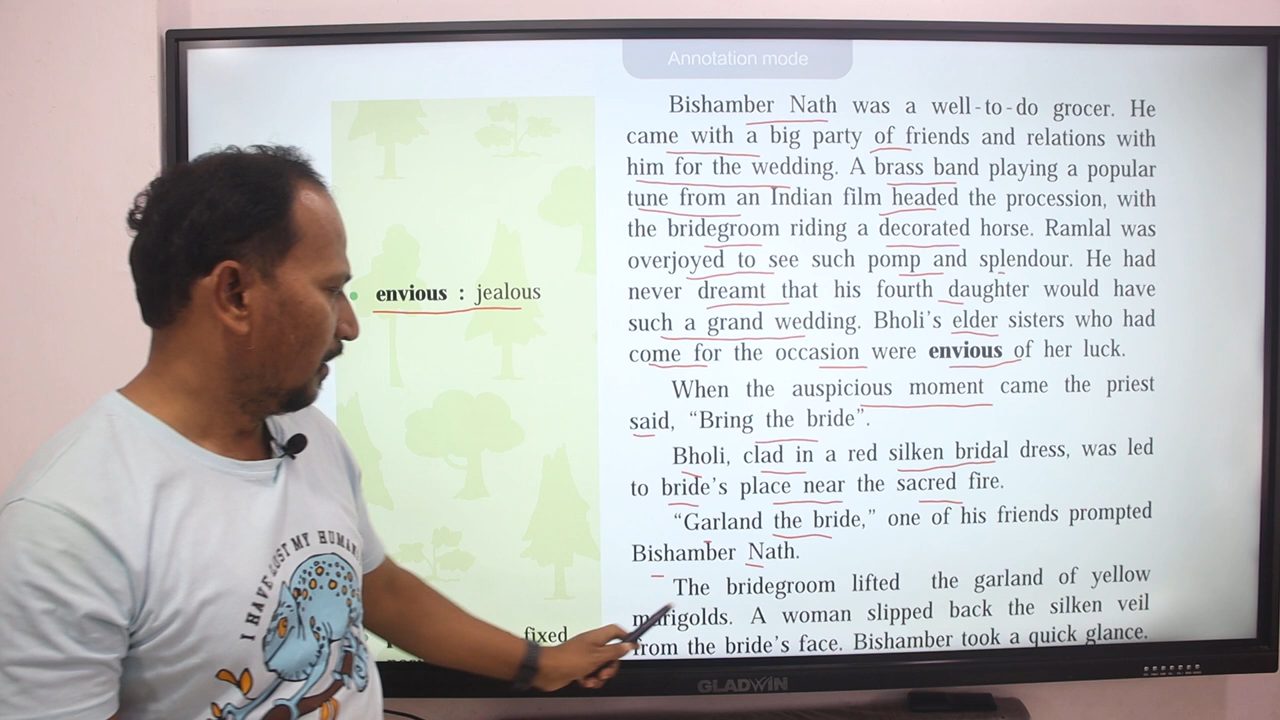 Annotation mode
Bishamber Nath was a well-to-do grocer. He
came with a big party of friends and relations with
him for the wedding. A brass band playing a popular
tune from an Indian film headed the procession, with
the bridegroom riding a decorated horse. Ramlal was
overjoyed to see such pomp and splendour. He had
never dreamt that his fourth daughter would have
such a grand wedding. Bholi's elder sisters who had
come for the occasion were envious of her luck.
When the auspicious moment came the priest
said, “Bring the bride”.
Bholi, clad in a red silken bridal dress, was led
to bride's place near the sacred fire.
“Garland the bride,” one of his friends prompted
Bishamber Nath.
The bridegroom lifted the garland of yellow
marigolds. A woman slipped back the silken veil
from the bride's face. Bishamber took a quick glance.
envious : jealous
fixed
GLADWIN
I HAVE LOST MY HUMAN